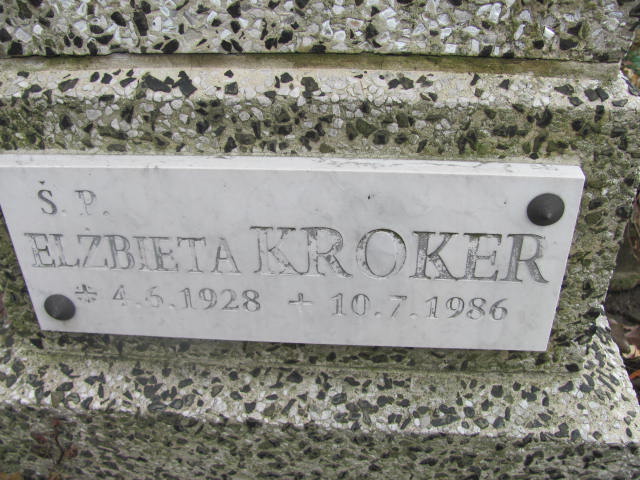 Ś.P.
ELŻBIETA KROKER
* 4.5.1928 + 10.7.1986